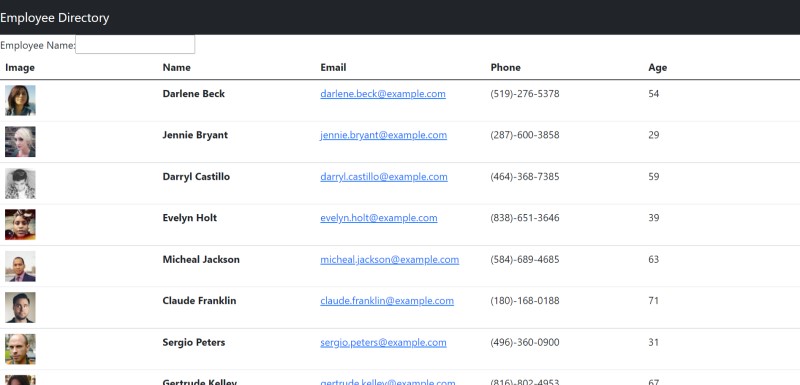 Employee Directory
Employee Name:
Image Name Email Phone Age
Darlene Beck darlene.beck@example.com (519)-276-5378 54
Jennie Bryant jennie.bryant@example.com (287)-600-3858 29
Darryl Castillo darryl.castillo@example.com (464)-368-7385 59
Evelyn Holt evelyn.holt@example.com (838)-651-3646 39
Micheal Jackson micheal.jackson@example.com (584)-689-4685 63
Claude Franklin claude.franklin@example.com (180)-168-0188 71
Sergio Peters sergio.peters@example.com (496)-360-0900 31
Gertrude Kelley gertrude.kelley@example.com (816)-802-4953 67